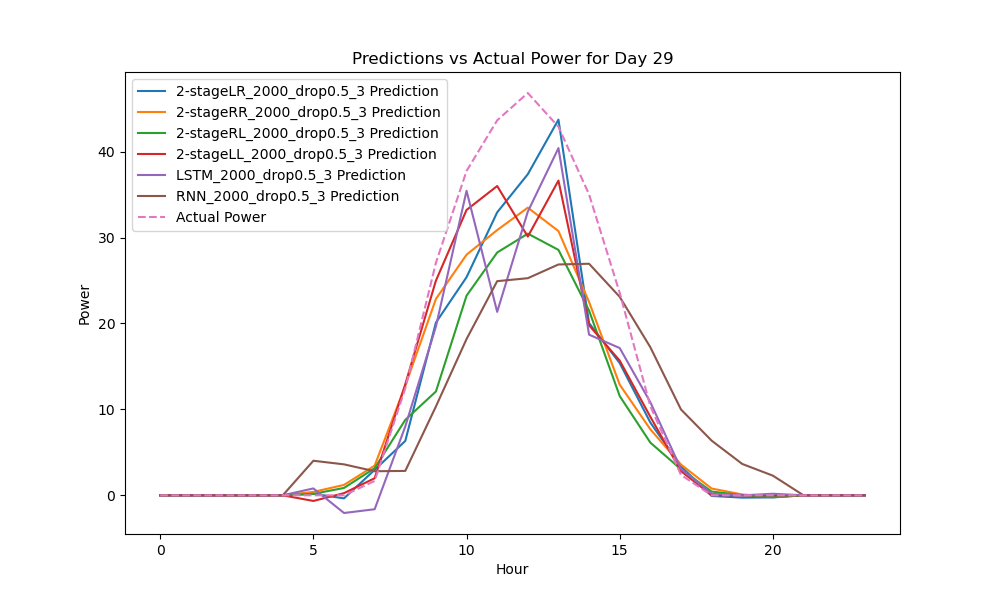 Predictions vs Actual Power for Day 29
2-stageLR_2000_drop0.5_3 Prediction
2-stageRR_2000_drop0.5_3 Prediction
2-stageRL_2000_drop0.5_3 Prediction
2-stageLL_2000_drop0.5_3 Prediction
LSTM_2000_drop0.5_3 Prediction
RNN_2000_drop0.5_3 Prediction
Actual Power
Power
40
30
20
10
0
0 5 10 15 20
Hour